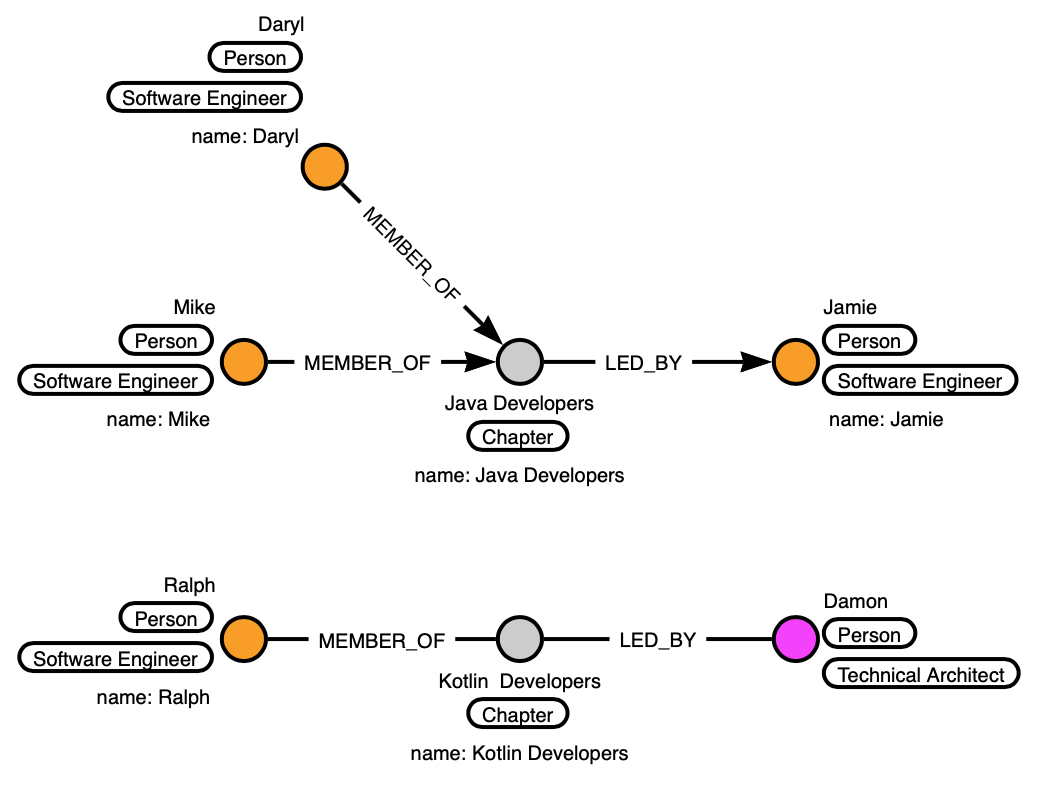 Daryl
Person
Software Engineer
name: Daryl
MEMBER_OF
Mike
Person
Software Engineer
name: Mike
MEMBER_OF
Java Developers
Chapter
name: Java Developers
LED_BY
Jamie
Person
Software Engineer
name: Jamie
Ralph
Person
Software Engineer
name: Ralph
MEMBER_OF
Kotlin  Developers
Chapter
name: Kotlin Developers
LED_BY
Damon
Person
Technical Architect